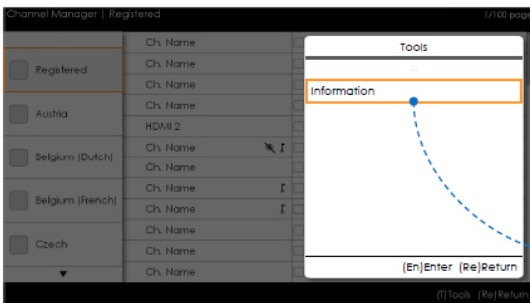 Channel Manager | Registered
1/100 page
Registered
Austria
Belgium (Dutch)
Belgium (French)
Czech
Ch. Name
Ch. Name
Ch. Name
Ch. Name
HDMI 2
Ch. Name
Ch. Name
Ch. Name
Ch. Name
Ch. Name
Ch. Name
Ch. Name
Tools
Information
(En)Enter (Re)Return
(T)Tools (Re)Return